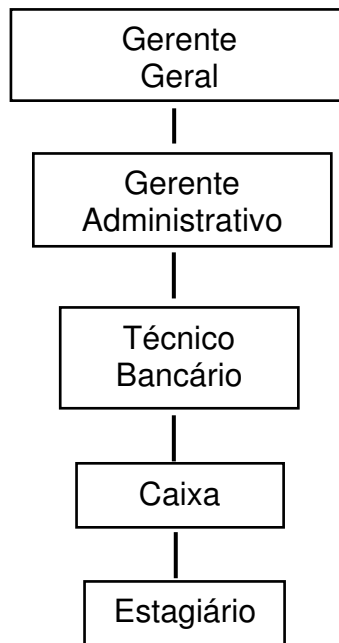 Gerente
Geral
Gerente
Administrativo
Técnico
Bancário
Caixa
Estagiário